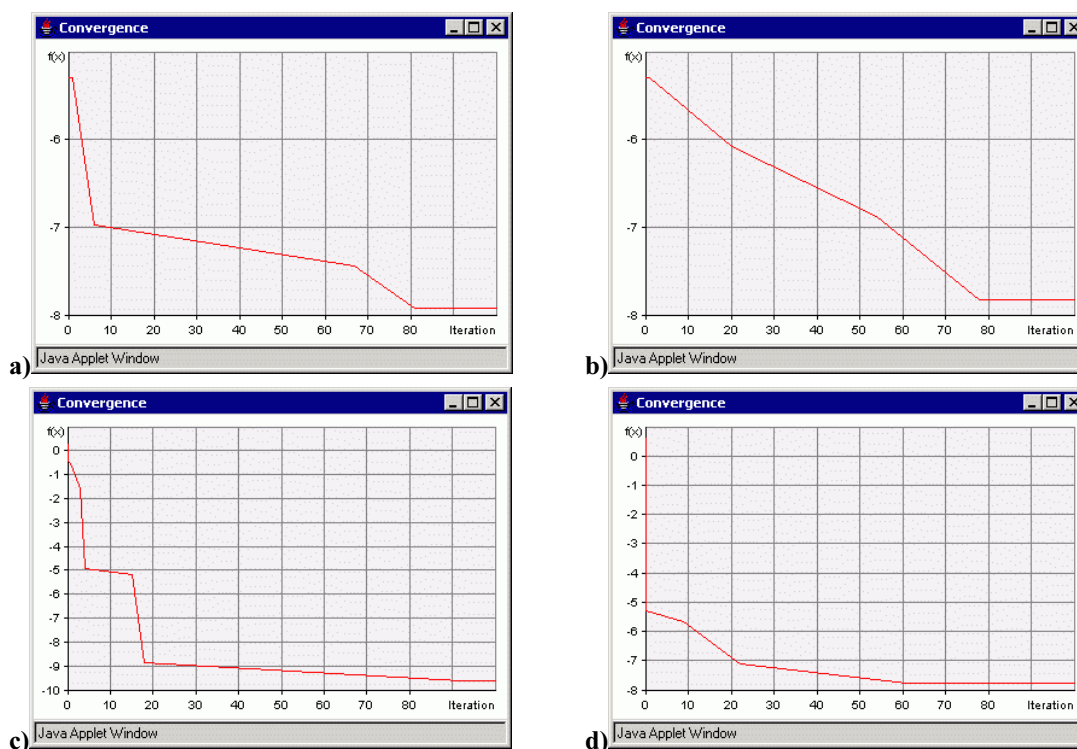 Convergence
f(x)
-6
-7
-8
0 10 20 30 40 50 60 70 80 Iteration
a) Java Applet Window
Convergence
f(x)
-6
-7
-8
0 10 20 30 40 50 60 70 80 Iteration
b) Java Applet Window
Convergence
f(x)
0
-1
-2
-3
-4
-5
-6
-7
-8
-9
-10
0 10 20 30 40 50 60 70 80 Iteration
c) Java Applet Window
Convergence
f(x)
0
-1
-2
-3
-4
-5
-6
-7
-8
0 10 20 30 40 50 60 70 80 Iteration
d) Java Applet Window